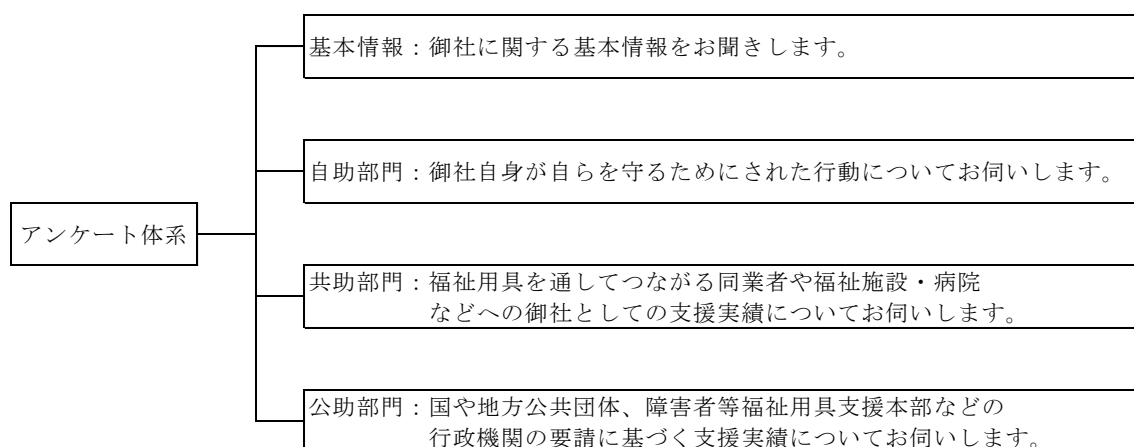 基本情報：御社に関する基本情報をお聞きします。
自助部門：御社自身が自らを守るためにされた行動についてお伺いします。
アンケート体系
共助部門：福祉用具を通してつながる同業者や福祉施設・病院
などへの御社としての支援実績についてお伺いします。
公助部門：国や地方公共団体、障害者等福祉用具支援本部などの
行政機関の要請に基づく支援実績についてお伺いします。